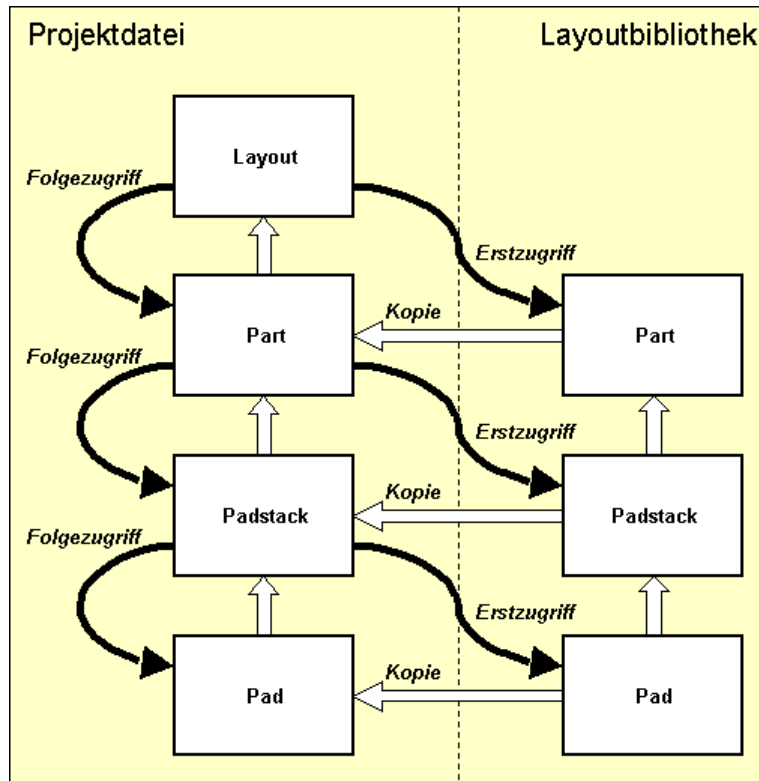 Projektdatei
Layoutbibliothek
Layout
Folgezugriff
Erstzugriff
Kopie
Part
Part
Folgezugriff
Erstzugriff
Kopie
Padstack
Padstack
Folgezugriff
Erstzugriff
Kopie
Pad
Pad